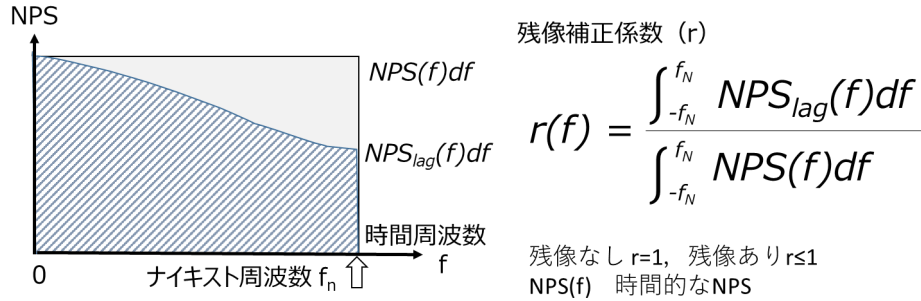 NPS
NPS(f)df
NPS_lag(f)df
時間周波数
f
0
ナイキスト周波数 f_n
残像補正係数（r）
r(f) = ∫_{-f_N}^{f_N} NPS_lag(f)df / ∫_{-f_N}^{f_N} NPS(f)df
残像なし r=1, 残像あり r≤1
NPS(f) 時間的なNPS